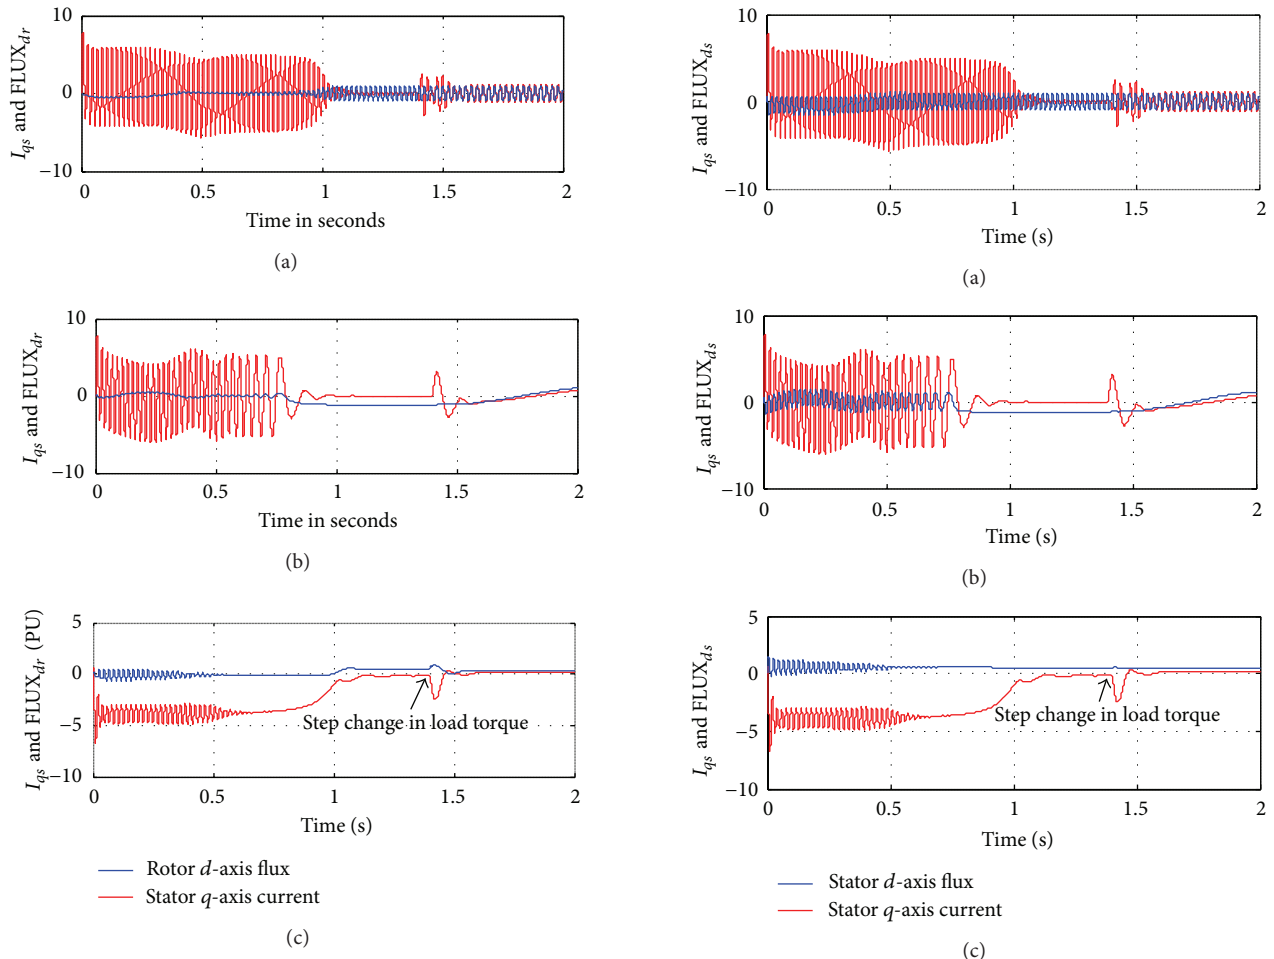 I_qs and FLUX_dr
10
0
−10
0
0.5
1
1.5
2
Time in seconds
(a)
I_qs and FLUX_dr
10
0
−10
0
0.5
1
1.5
2
Time in seconds
(b)
I_qs and FLUX_dr (PU)
5
0
−5
−10
Step change in load torque
0
0.5
1
1.5
2
Time (s)
Rotor d-axis flux
Stator q-axis current
(c)
I_qs and FLUX_ds
10
0
−10
0
0.5
1
1.5
2
Time (s)
(a)
I_qs and FLUX_ds
10
0
−10
0
0.5
1
1.5
2
Time (s)
(b)
I_qs and FLUX_ds
5
0
−5
−10
Step change in load torque
0
0.5
1
1.5
2
Time (s)
Stator d-axis flux
Stator q-axis current
(c)